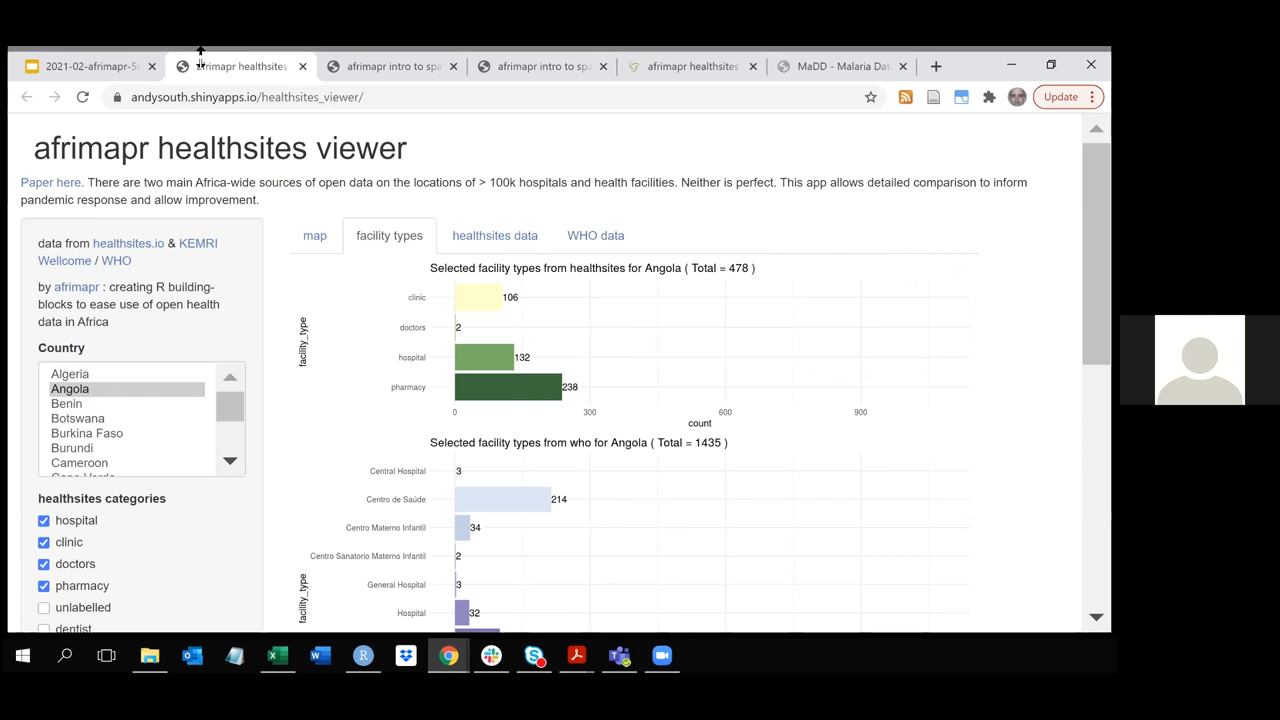 2021-02-afrimapr-5
afrimapr healthsites
afrimapr intro to spa
afrimapr intro to spa
afrimapr healthsites
MaDD - Malaria Dat
andysouth.shinyapps.io/healthsites_viewer/
Update
afrimapr healthsites viewer
Paper here. There are two main Africa-wide sources of open data on the locations of > 100k hospitals and health facilities. Neither is perfect. This app allows detailed comparison to inform
pandemic response and allow improvement.
data from healthsites.io & KEMRI
Wellcome / WHO
by afrimapr : creating R building-
blocks to ease use of open health
data in Africa
Country
Algeria
Angola
Benin
Botswana
Burkina Faso
Burundi
Cameroon
Cape Verde
healthsites categories
hospital
clinic
doctors
pharmacy
unlabelled
dentist
map
facility types
healthsites data
WHO data
Selected facility types from healthsites for Angola ( Total = 478 )
facility_type
clinic 106
doctors 2
hospital 132
pharmacy 238
0 300 600 900
count
Selected facility types from who for Angola ( Total = 1435 )
facility_type
Central Hospital 3
Centro de Saúde 214
Centro Materno Infantil 34
Centro Sanatorio Materno Infantil 2
General Hospital 3
Hospital 32